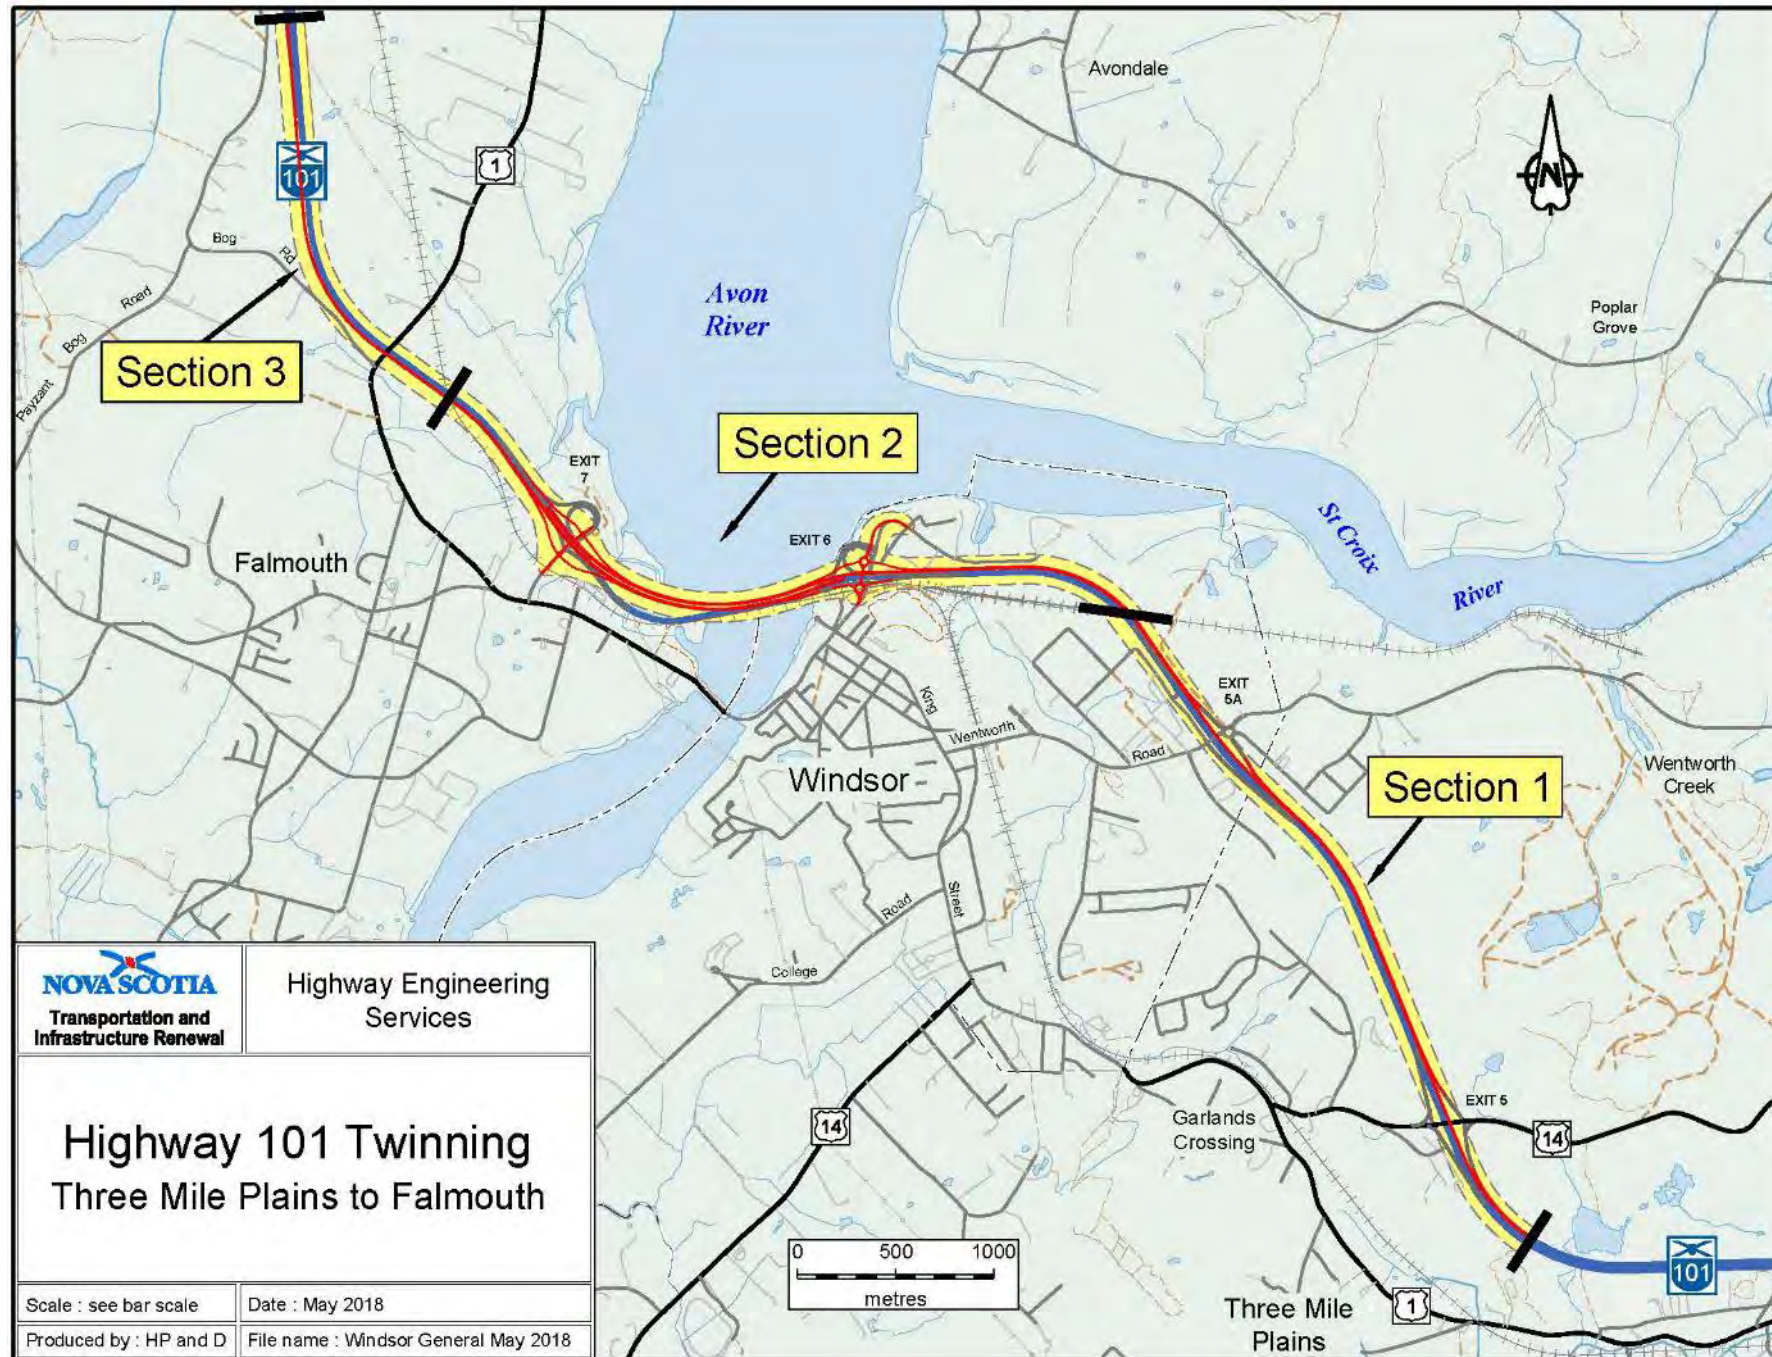 Avondale
101
1
Bog
Rd
Road
Bog
Payzant
N
Avon
River
Poplar
Grove
Section 3
Section 2
EXIT
7
EXIT 6
St Croix
River
Falmouth
King
Wentworth
Road
EXIT
5A
Windsor
Section 1
Wentworth
Creek
Street
Road
College
NOVA SCOTIA
Transportation and
Infrastructure Renewal
Highway Engineering
Services
Highway 101 Twinning
Three Mile Plains to Falmouth
Scale : see bar scale
Date : May 2018
Produced by : HP and D
File name : Windsor General May 2018
14
Garlands
Crossing
EXIT 5
14
0 500 1000
metres
101
Three Mile
Plains
1